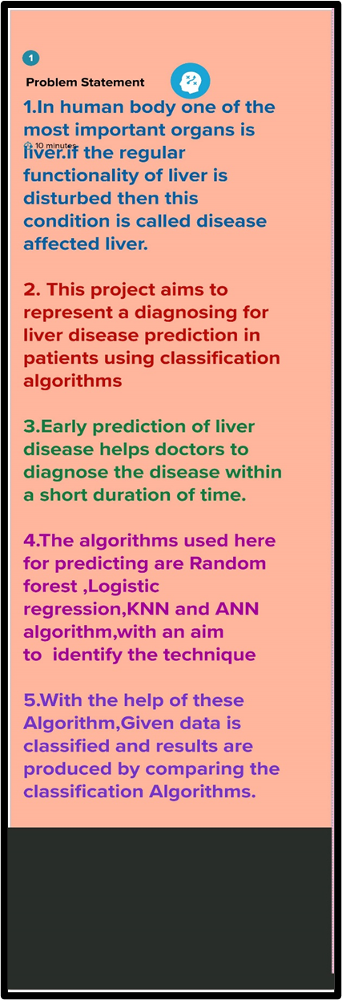 1
Problem Statement
1.In human body one of the
most important organs is
10 minutes
liver.if the regular
functionality of liver is
disturbed then this
condition is called disease
affected liver.
2. This project aims to
represent a diagnosing for
liver disease prediction in
patients using classification
algorithms
3.Early prediction of liver
disease helps doctors to
diagnose the disease within
a short duration of time.
4.The algorithms used here
for predicting are Random
forest ,Logistic
regression,KNN and ANN
algorithm,with an aim
to  identify the technique
5.With the help of these
Algorithm,Given data is
classified and results are
produced by comparing the
classification Algorithms.